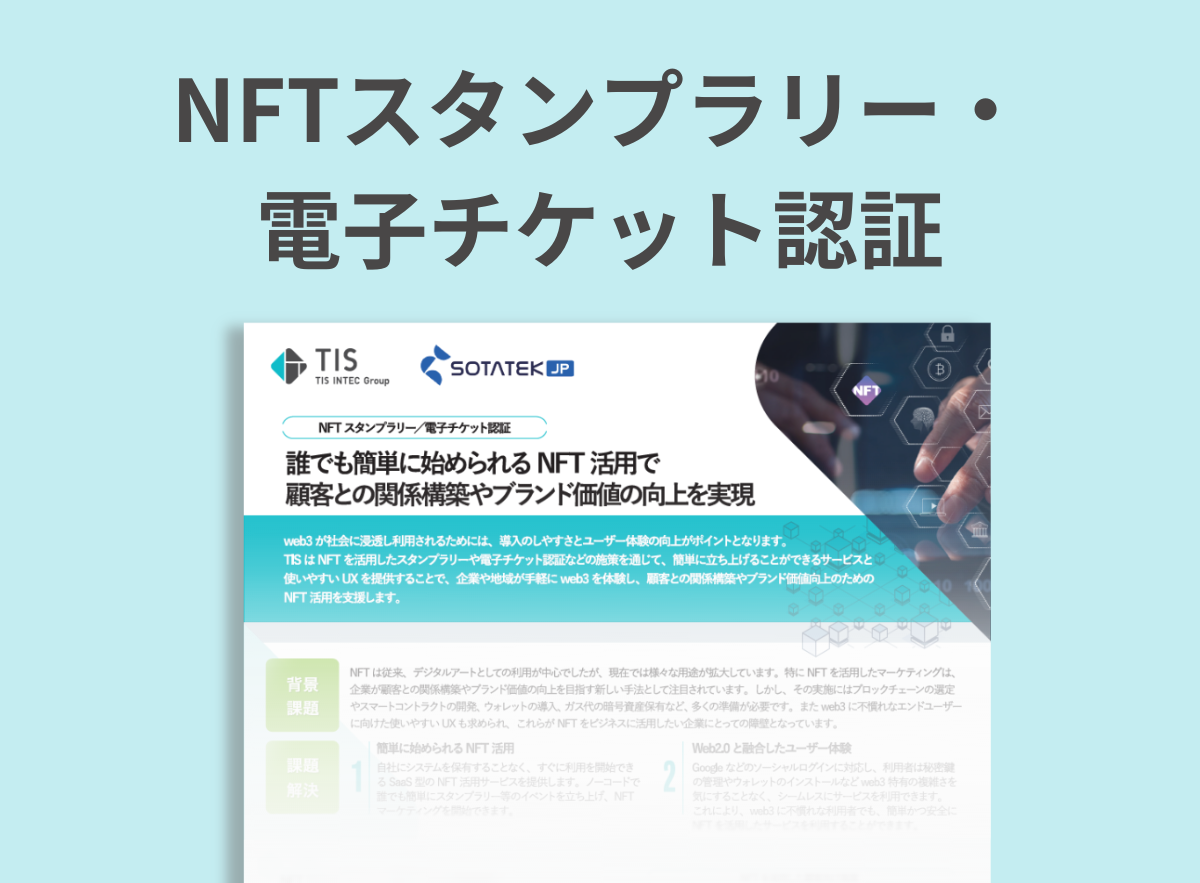 NFTスタンプラリー・
電子チケット認証
TIS
TIS INTEC Group
SOTATEK JP
NFT
NFT スタンプラリー／電子チケット認証
誰でも簡単に始められる NFT 活用で
顧客との関係構築やブランド価値の向上を実現
web3 が社会に浸透し利用されるためには、導入のしやすさとユーザー体験の向上がポイントとなります。
TIS は NFT を活用したスタンプラリーや電子チケット認証などの施策を通じて、簡単に立ち上げることができるサービスと
使いやすい UX を提供することで、企業や地域が手軽に web3 を体験し、顧客との関係構築やブランド価値向上のための
NFT 活用を支援します。
背景
課題
NFT は従来、デジタルアートとしての利用が中心でしたが、現在では様々な用途が拡大しています。特に NFT を活用したマーケティングは、
企業が顧客との関係構築やブランド価値の向上を目指す新しい手法として注目されています。しかし、その実施にはブロックチェーンの選定
やスマートコントラクトの開発、ウォレットの導入、ガス代の暗号資産保有など、多くの準備が必要です。また web3 に不慣れなエンドユーザー
に向けた使いやすい UX も求められ、これらが NFT をビジネスに活用したい企業にとっての障壁となっています。
課題
解決
1
簡単に始められる NFT 活用
自社にシステムを保有することなく、すぐに利用を開始でき
る SaaS 型の NFT 活用サービスを提供します。ノーコードで
誰でも簡単にスタンプラリー等のイベントを立ち上げ、NFT
マーケティングを開始できます。
2
Web2.0 と融合したユーザー体験
Google などのソーシャルログインに対応し、利用者は秘密鍵
の管理やウォレットのインストールなど web3 特有の複雑さを
気にすることなく、シームレスにサービスを利用できます。
これにより、web3 に不慣れな利用者でも、簡単かつ安全に